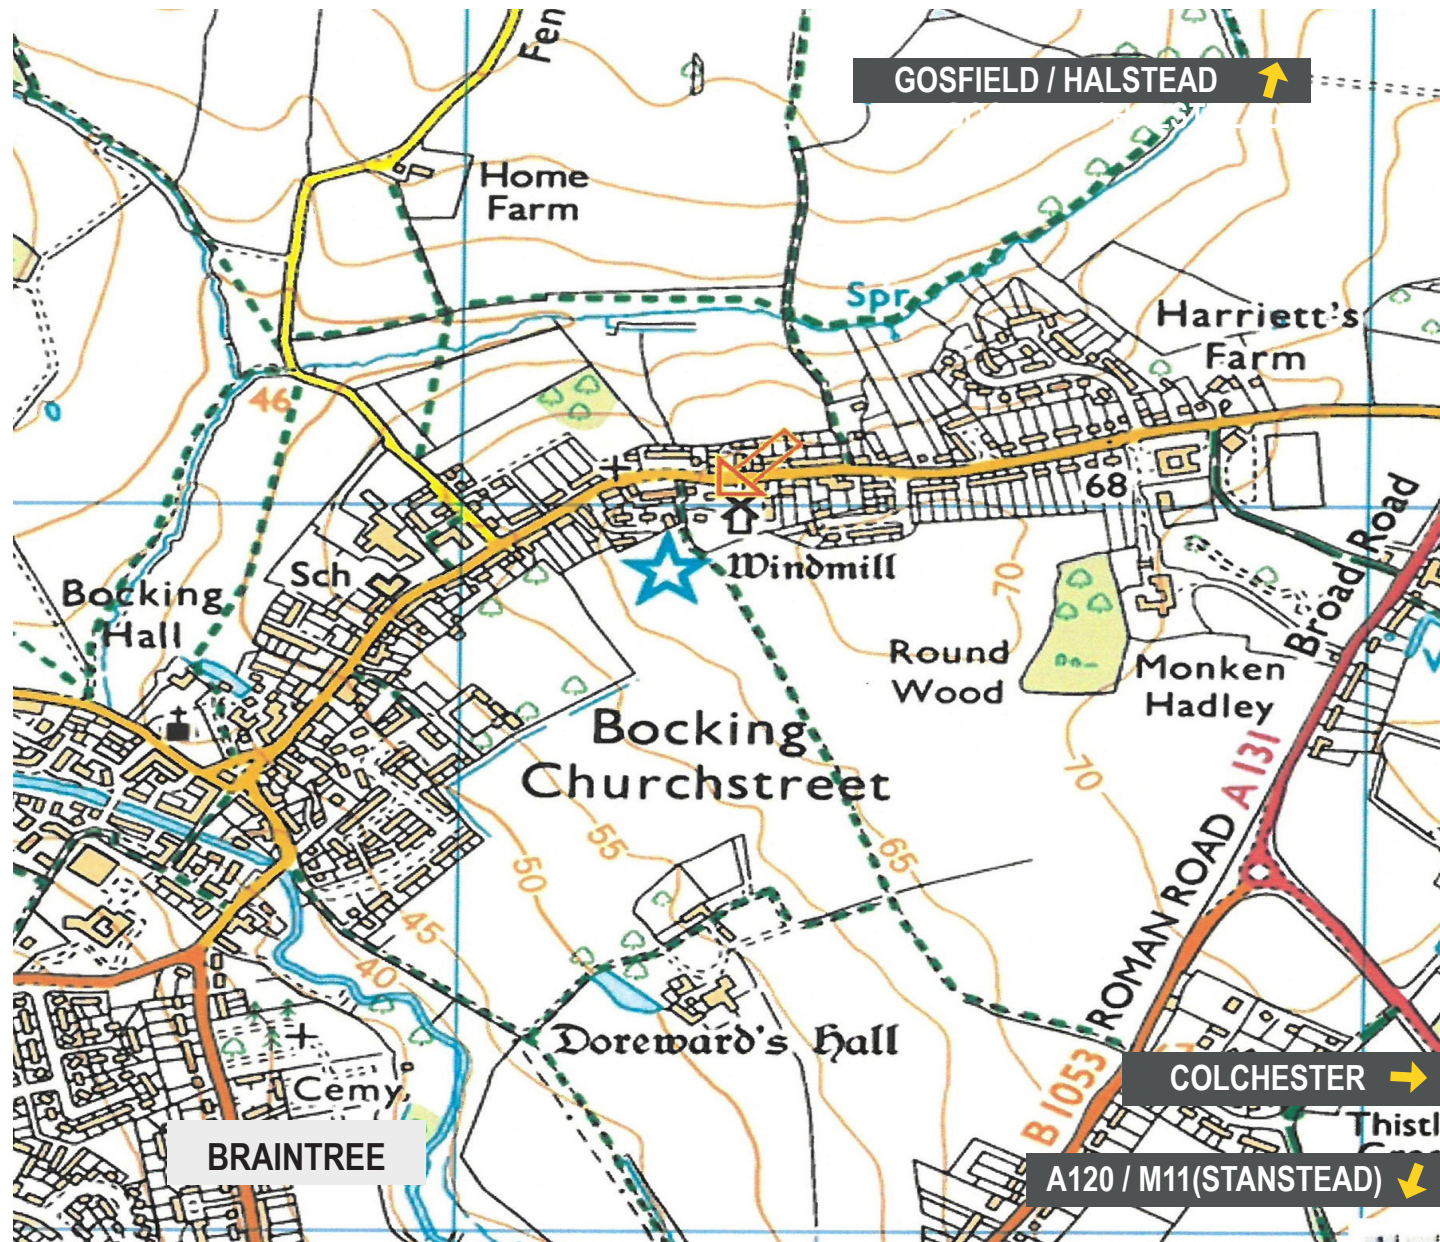 Fen
GOSFIELD / HALSTEAD
Home
Farm
Spr
Harriett's
Farm
46
68
Windmill
Sch
Bocking
Hall
70
Round
Wood
Monken
Hadley
Broad Road
Bocking
Churchstreet
70
A 131
ROMAN ROAD
55
65
50
45
40
Doreward's Hall
Cemy
B 1053
COLCHESTER
Thistl
BRAINTREE
A120 / M11(STANSTEAD)